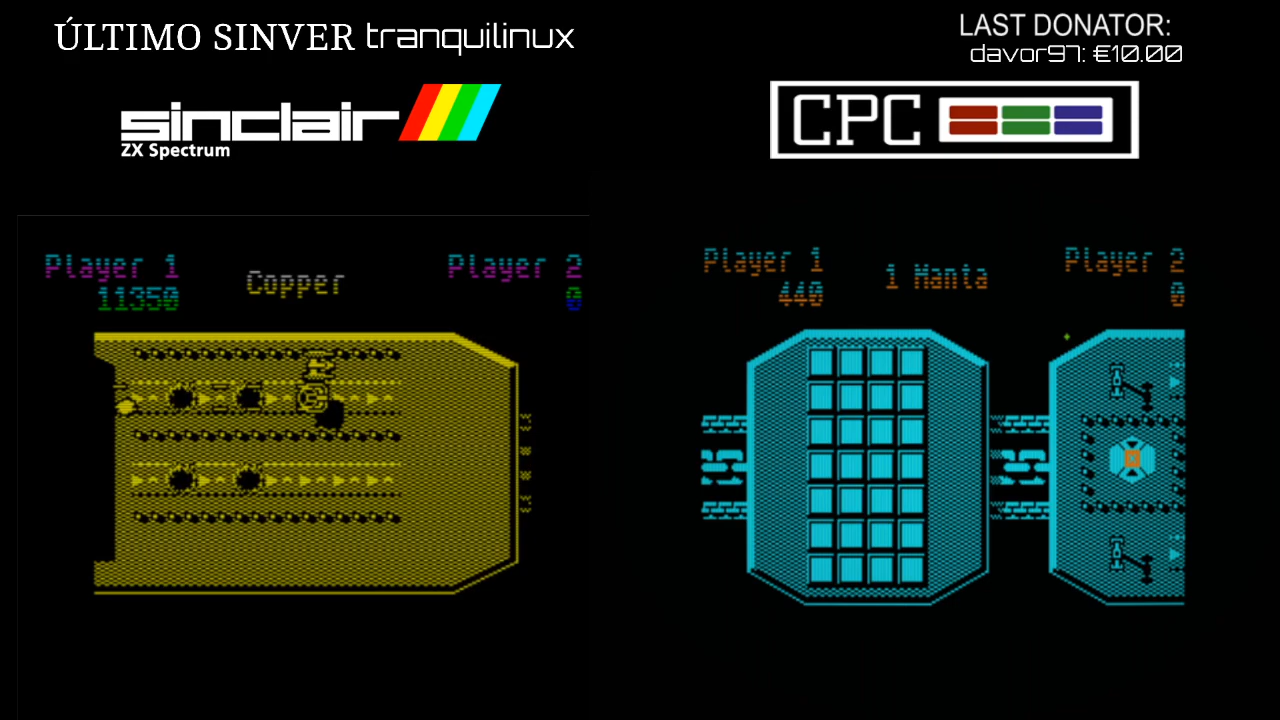 ÚLTIMO SINVER tranquilinux
LAST DONATOR:
davor97: €10.00
sinclair
ZX Spectrum
CPC
Player 1
11350
Copper
Player 2
0
Player 1
440
1 Manta
Player 2
0